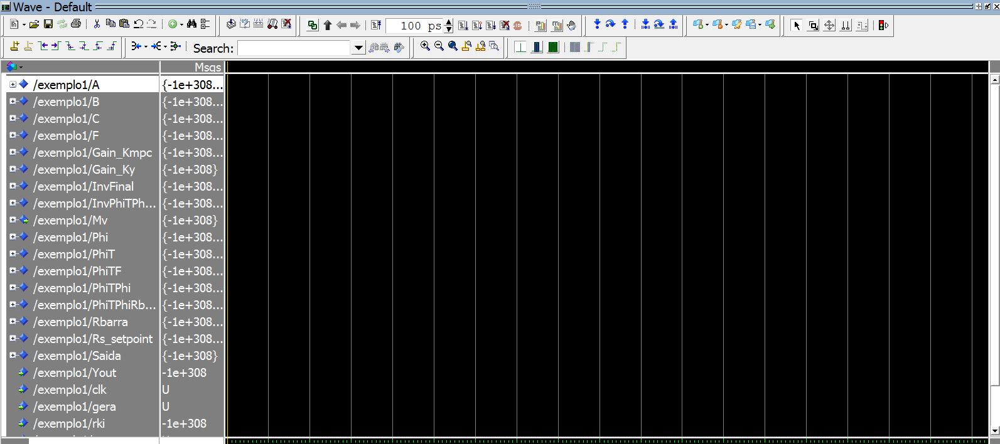 Wave - Default
100 ps
Search:
Msgs
/exemplo1/A {-1e+308...
/exemplo1/B {-1e+308...
/exemplo1/C {-1e+308...
/exemplo1/F {-1e+308...
/exemplo1/Gain_Kmpc {-1e+308...
/exemplo1/Gain_Ky {-1e+308}
/exemplo1/InvFinal {-1e+308...
/exemplo1/InvPhiTPh... {-1e+308...
/exemplo1/Mv {-1e+308}
/exemplo1/Phi {-1e+308...
/exemplo1/PhiT {-1e+308...
/exemplo1/PhiTF {-1e+308...
/exemplo1/PhiTPhi {-1e+308...
/exemplo1/PhiTPhiRb... {-1e+308...
/exemplo1/Rbarra {-1e+308...
/exemplo1/Rs_setpoint {-1e+308...
/exemplo1/Saida {-1e+308}
/exemplo1/Yout -1e+308
/exemplo1/clk U
/exemplo1/gera U
/exemplo1/rki -1e+308